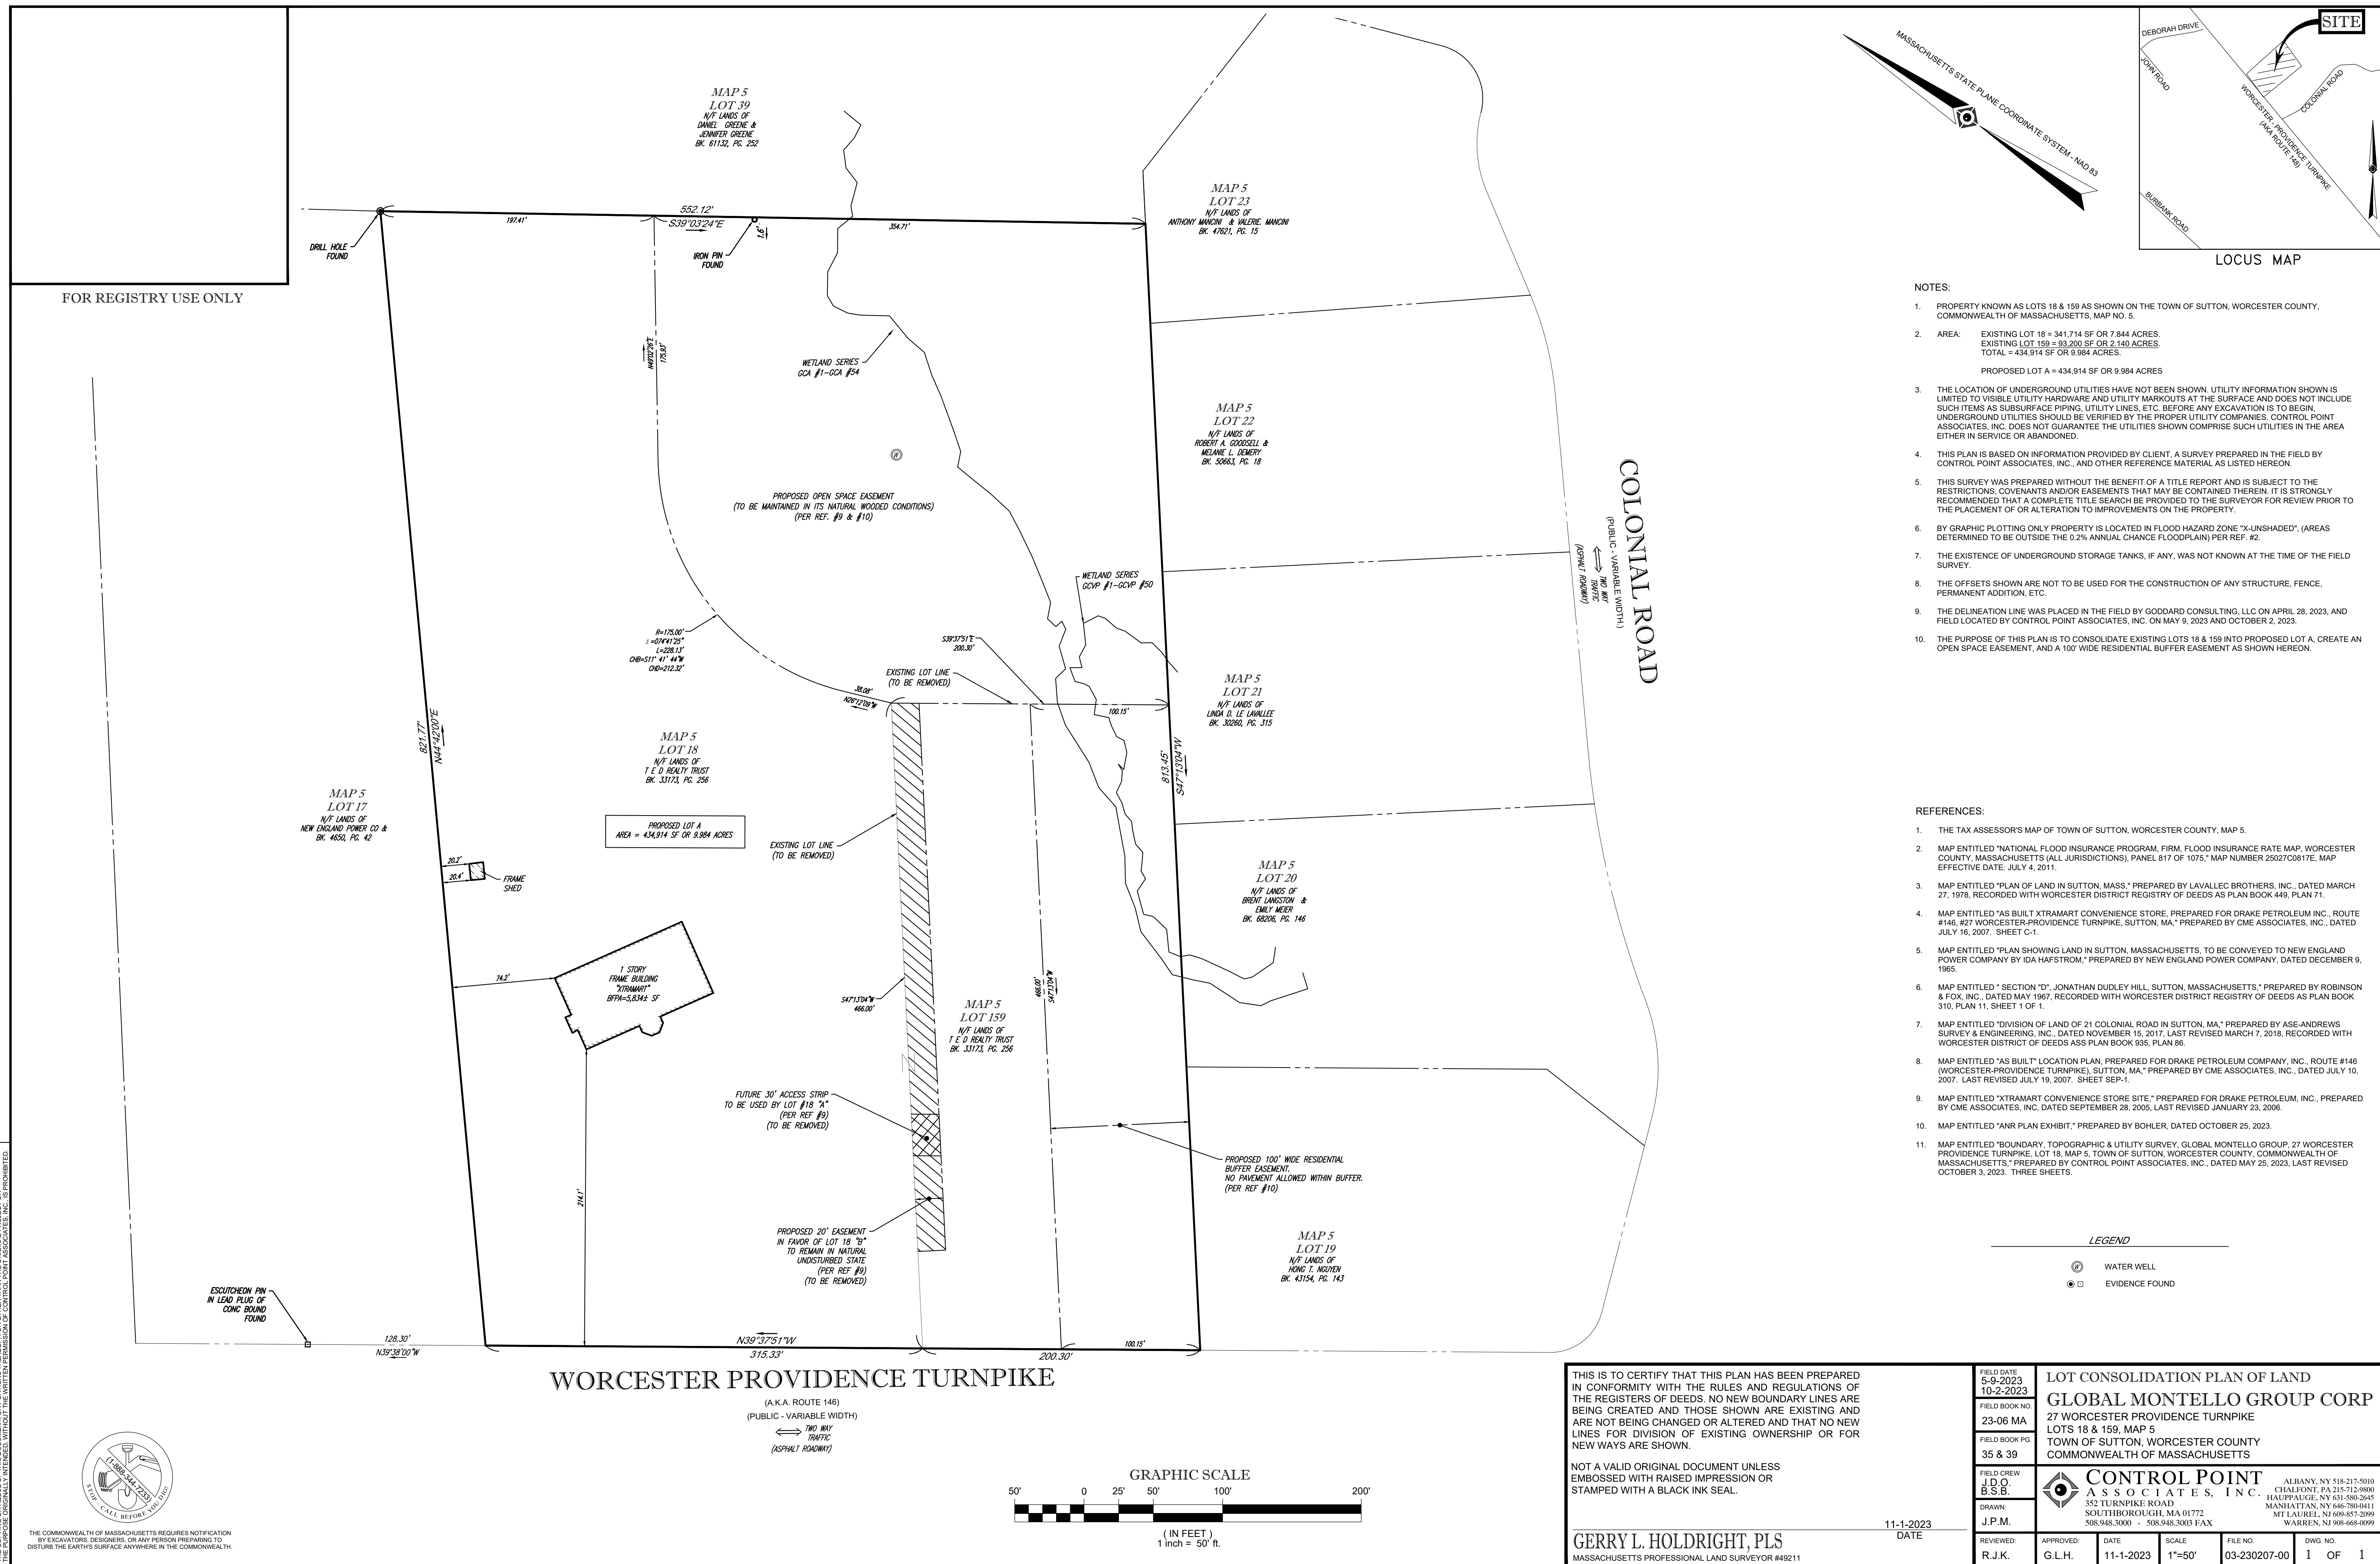 FOR REGISTRY USE ONLY
MAP 5
LOT 39
N/F LANDS OF
DANIEL GREENE &
JENNIFER GREENE
BK. 61132, PG. 252
MAP 5
LOT 23
N/F LANDS OF
ANTHONY MANCINI & VALERIE. MANCINI
BK. 47621, PG. 15
MASSACHUSETTS STATE PLANE COORDINATE SYSTEM - NAD 83
SITE
DEBORAH DRIVE
JOHN ROAD
WORCESTER - PROVIDENCE TURNPIKE
(AKA ROUTE 148)
COLONIAL ROAD
BURBANK ROAD
LOCUS MAP
DRILL HOLE
FOUND
197.41'
552.12'
S39°03'24"E
1.6'
354.71'
IRON PIN
FOUND
N49°02'26"E
175.93'
WETLAND SERIES
GCA #1-GCA #54
PROPOSED OPEN SPACE EASEMENT
(TO BE MAINTAINED IN ITS NATURAL WOODED CONDITIONS)
(PER REF. #9 & #10)
MAP 5
LOT 22
N/F LANDS OF
ROBERT A. GOODSELL &
MELANIE L. DEMERY
BK. 50663, PG. 18
COLONIAL ROAD
(PUBLIC - VARIABLE WIDTH)
TWO WAY
TRAFFIC
(ASPHALT ROADWAY)
WETLAND SERIES
GCVP #1-GCVP #50
R=175.00'
Δ=074°41'25"
L=228.13'
CHB=S11° 41' 44"W
CHD=212.32'
S39°37'51"E
200.30'
EXISTING LOT LINE
(TO BE REMOVED)
38.08'
N26°12'09"W
100.15'
MAP 5
LOT 21
N/F LANDS OF
LINDA D. LE LAVALLEE
BK. 30260, PG. 315
821.77'
N44°42'00"E
813.45'
S47°13'04"W
MAP 5
LOT 18
N/F LANDS OF
T E D REALTY TRUST
BK. 33173, PG. 256
MAP 5
LOT 17
N/F LANDS OF
NEW ENGLAND POWER CO &
BK. 4650, PG. 42
PROPOSED LOT A
AREA = 434,914 SF OR 9.984 ACRES
EXISTING LOT LINE
(TO BE REMOVED)
20.2'
20.4'
FRAME
SHED
MAP 5
LOT 20
N/F LANDS OF
BRENT LANGSTON &
EMILY MEIER
BK. 68206, PG. 146
74.2'
1 STORY
FRAME BUILDING
"XTRAMART"
BFPA=5,834± SF
S47°13'04"W
466.00'
466.00'
S47°13'04"W
MAP 5
LOT 159
N/F LANDS OF
T E D REALTY TRUST
BK. 33173, PG. 256
FUTURE 30' ACCESS STRIP
TO BE USED BY LOT #18 "A"
(PER REF #9)
(TO BE REMOVED)
214.1'
PROPOSED 100' WIDE RESIDENTIAL
BUFFER EASEMENT.
NO PAVEMENT ALLOWED WITHIN BUFFER.
(PER REF #10)
PROPOSED 20' EASEMENT
IN FAVOR OF LOT 18 "B"
TO REMAIN IN NATURAL
UNDISTURBED STATE
(PER REF #9)
(TO BE REMOVED)
MAP 5
LOT 19
N/F LANDS OF
HONG T. NGUYEN
BK. 43154, PG. 143
ESCUTCHEON PIN
IN LEAD PLUG OF
CONC BOUND
FOUND
128.30'
N39°38'00"W
N39°37'51"W
315.33'
200.30'
100.15'
WORCESTER PROVIDENCE TURNPIKE
(A.K.A. ROUTE 146)
(PUBLIC - VARIABLE WIDTH)
TWO WAY
TRAFFIC
(ASPHALT ROADWAY)
GRAPHIC SCALE
50' 0 25' 50' 100' 200'
( IN FEET )
1 inch = 50' ft.
(1-888-344-7233)
STOP - CALL BEFORE YOU DIG!
THE COMMONWEALTH OF MASSACHUSETTS REQUIRES NOTIFICATION
BY EXCAVATORS, DESIGNERS, OR ANY PERSON PREPARING TO
DISTURB THE EARTH'S SURFACE ANYWHERE IN THE COMMONWEALTH.
THE PURPOSE ORIGINALLY INTENDED, WITHOUT THE WRITTEN PERMISSION OF CONTROL POINT ASSOCIATES, INC. IS PROHIBITED.
NOTES:
1. PROPERTY KNOWN AS LOTS 18 & 159 AS SHOWN ON THE TOWN OF SUTTON, WORCESTER COUNTY,
COMMONWEALTH OF MASSACHUSETTS, MAP NO. 5.
2. AREA: EXISTING LOT 18 = 341,714 SF OR 7.844 ACRES.
EXISTING LOT 159 = 93,200 SF OR 2.140 ACRES.
TOTAL = 434,914 SF OR 9.984 ACRES.
PROPOSED LOT A = 434,914 SF OR 9.984 ACRES
3. THE LOCATION OF UNDERGROUND UTILITIES HAVE NOT BEEN SHOWN. UTILITY INFORMATION SHOWN IS
LIMITED TO VISIBLE UTILITY HARDWARE AND UTILITY MARKOUTS AT THE SURFACE AND DOES NOT INCLUDE
SUCH ITEMS AS SUBSURFACE PIPING, UTILITY LINES, ETC. BEFORE ANY EXCAVATION IS TO BEGIN,
UNDERGROUND UTILITIES SHOULD BE VERIFIED BY THE PROPER UTILITY COMPANIES. CONTROL POINT
ASSOCIATES, INC. DOES NOT GUARANTEE THE UTILITIES SHOWN COMPRISE SUCH UTILITIES IN THE AREA
EITHER IN SERVICE OR ABANDONED.
4. THIS PLAN IS BASED ON INFORMATION PROVIDED BY CLIENT, A SURVEY PREPARED IN THE FIELD BY
CONTROL POINT ASSOCIATES, INC., AND OTHER REFERENCE MATERIAL AS LISTED HEREON.
5. THIS SURVEY WAS PREPARED WITHOUT THE BENEFIT OF A TITLE REPORT AND IS SUBJECT TO THE
RESTRICTIONS, COVENANTS AND/OR EASEMENTS THAT MAY BE CONTAINED THEREIN. IT IS STRONGLY
RECOMMENDED THAT A COMPLETE TITLE SEARCH BE PROVIDED TO THE SURVEYOR FOR REVIEW PRIOR TO
THE PLACEMENT OF OR ALTERATION TO IMPROVEMENTS ON THE PROPERTY.
6. BY GRAPHIC PLOTTING ONLY PROPERTY IS LOCATED IN FLOOD HAZARD ZONE "X-UNSHADED", (AREAS
DETERMINED TO BE OUTSIDE THE 0.2% ANNUAL CHANCE FLOODPLAIN) PER REF. #2.
7. THE EXISTENCE OF UNDERGROUND STORAGE TANKS, IF ANY, WAS NOT KNOWN AT THE TIME OF THE FIELD
SURVEY.
8. THE OFFSETS SHOWN ARE NOT TO BE USED FOR THE CONSTRUCTION OF ANY STRUCTURE, FENCE,
PERMANENT ADDITION, ETC.
9. THE DELINEATION LINE WAS PLACED IN THE FIELD BY GODDARD CONSULTING, LLC ON APRIL 28, 2023, AND
FIELD LOCATED BY CONTROL POINT ASSOCIATES, INC. ON MAY 9, 2023 AND OCTOBER 2, 2023.
10. THE PURPOSE OF THIS PLAN IS TO CONSOLIDATE EXISTING LOTS 18 & 159 INTO PROPOSED LOT A, CREATE AN
OPEN SPACE EASEMENT, AND A 100' WIDE RESIDENTIAL BUFFER EASEMENT AS SHOWN HEREON.
REFERENCES:
1. THE TAX ASSESSOR'S MAP OF TOWN OF SUTTON, WORCESTER COUNTY, MAP 5.
2. MAP ENTITLED "NATIONAL FLOOD INSURANCE PROGRAM, FIRM, FLOOD INSURANCE RATE MAP, WORCESTER
COUNTY, MASSACHUSETTS (ALL JURISDICTIONS), PANEL 817 OF 1075," MAP NUMBER 25027C0817E, MAP
EFFECTIVE DATE: JULY 4, 2011.
3. MAP ENTITLED "PLAN OF LAND IN SUTTON, MASS," PREPARED BY LAVALLEC BROTHERS, INC., DATED MARCH
27, 1978, RECORDED WITH WORCESTER DISTRICT REGISTRY OF DEEDS AS PLAN BOOK 449, PLAN 71.
4. MAP ENTITLED "AS BUILT XTRAMART CONVENIENCE STORE, PREPARED FOR DRAKE PETROLEUM INC., ROUTE
#146, #27 WORCESTER-PROVIDENCE TURNPIKE, SUTTON, MA," PREPARED BY CME ASSOCIATES, INC., DATED
JULY 16, 2007. SHEET C-1.
5. MAP ENTITLED "PLAN SHOWING LAND IN SUTTON, MASSACHUSETTS, TO BE CONVEYED TO NEW ENGLAND
POWER COMPANY BY IDA HAFSTROM," PREPARED BY NEW ENGLAND POWER COMPANY, DATED DECEMBER 9,
1965.
6. MAP ENTITLED " SECTION "D", JONATHAN DUDLEY HILL, SUTTON, MASSACHUSETTS," PREPARED BY ROBINSON
& FOX, INC., DATED MAY 1967, RECORDED WITH WORCESTER DISTRICT REGISTRY OF DEEDS AS PLAN BOOK
310, PLAN 11, SHEET 1 OF 1.
7. MAP ENTITLED "DIVISION OF LAND OF 21 COLONIAL ROAD IN SUTTON, MA," PREPARED BY ASE-ANDREWS
SURVEY & ENGINEERING, INC., DATED NOVEMBER 15, 2017, LAST REVISED MARCH 7, 2018, RECORDED WITH
WORCESTER DISTRICT OF DEEDS ASS PLAN BOOK 935, PLAN 86.
8. MAP ENTITLED "AS BUILT" LOCATION PLAN, PREPARED FOR DRAKE PETROLEUM COMPANY, INC., ROUTE #146
(WORCESTER-PROVIDENCE TURNPIKE), SUTTON, MA," PREPARED BY CME ASSOCIATES, INC., DATED JULY 10,
2007. LAST REVISED JULY 19, 2007. SHEET SEP-1.
9. MAP ENTITLED "XTRAMART CONVENIENCE STORE SITE," PREPARED FOR DRAKE PETROLEUM, INC., PREPARED
BY CME ASSOCIATES, INC, DATED SEPTEMBER 28, 2005, LAST REVISED JANUARY 23, 2006.
10. MAP ENTITLED "ANR PLAN EXHIBIT," PREPARED BY BOHLER, DATED OCTOBER 25, 2023.
11. MAP ENTITLED "BOUNDARY, TOPOGRAPHIC & UTILITY SURVEY, GLOBAL MONTELLO GROUP, 27 WORCESTER
PROVIDENCE TURNPIKE, LOT 18, MAP 5, TOWN OF SUTTON, WORCESTER COUNTY, COMMONWEALTH OF
MASSACHUSETTS," PREPARED BY CONTROL POINT ASSOCIATES, INC., DATED MAY 25, 2023, LAST REVISED
OCTOBER 3, 2023. THREE SHEETS.
LEGEND
WATER WELL
EVIDENCE FOUND
THIS IS TO CERTIFY THAT THIS PLAN HAS BEEN PREPARED
IN CONFORMITY WITH THE RULES AND REGULATIONS OF
THE REGISTERS OF DEEDS. NO NEW BOUNDARY LINES ARE
BEING CREATED AND THOSE SHOWN ARE EXISTING AND
ARE NOT BEING CHANGED OR ALTERED AND THAT NO NEW
LINES FOR DIVISION OF EXISTING OWNERSHIP OR FOR
NEW WAYS ARE SHOWN.
NOT A VALID ORIGINAL DOCUMENT UNLESS
EMBOSSED WITH RAISED IMPRESSION OR
STAMPED WITH A BLACK INK SEAL.
11-1-2023
DATE
GERRY L. HOLDRIGHT, PLS
MASSACHUSETTS PROFESSIONAL LAND SURVEYOR #49211
FIELD DATE
5-9-2023
10-2-2023
FIELD BOOK NO.
23-06 MA
FIELD BOOK PG.
35 & 39
FIELD CREW
J.D.O.
B.S.B.
DRAWN:
J.P.M.
REVIEWED:
R.J.K.
LOT CONSOLIDATION PLAN OF LAND
GLOBAL MONTELLO GROUP CORP
27 WORCESTER PROVIDENCE TURNPIKE
LOTS 18 & 159, MAP 5
TOWN OF SUTTON, WORCESTER COUNTY
COMMONWEALTH OF MASSACHUSETTS
CONTROL POINT
ASSOCIATES, INC.
352 TURNPIKE ROAD
SOUTHBOROUGH, MA 01772
508.948.3000 - 508.948.3003 FAX
ALBANY, NY 518-217-5010
CHALFONT, PA 215-712-9800
HAUPPAUGE, NY 631-580-2645
MANHATTAN, NY 646-780-0411
MT LAUREL, NJ 609-857-2099
WARREN, NJ 908-668-0099
APPROVED:
G.L.H.
DATE
11-1-2023
SCALE
1"=50'
FILE NO.
03-230207-00
DWG. NO.
1 OF 1